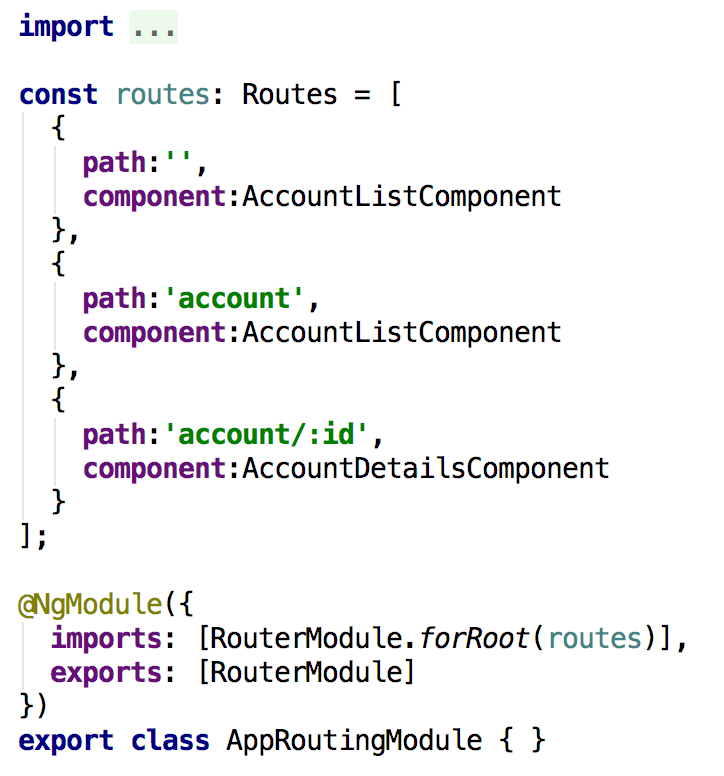 import ...
const routes: Routes = [
  {
    path:'',
    component:AccountListComponent
  },
  {
    path:'account',
    component:AccountListComponent
  },
  {
    path:'account/:id',
    component:AccountDetailsComponent
  }
];
@NgModule({
  imports: [RouterModule.forRoot(routes)],
  exports: [RouterModule]
})
export class AppRoutingModule { }